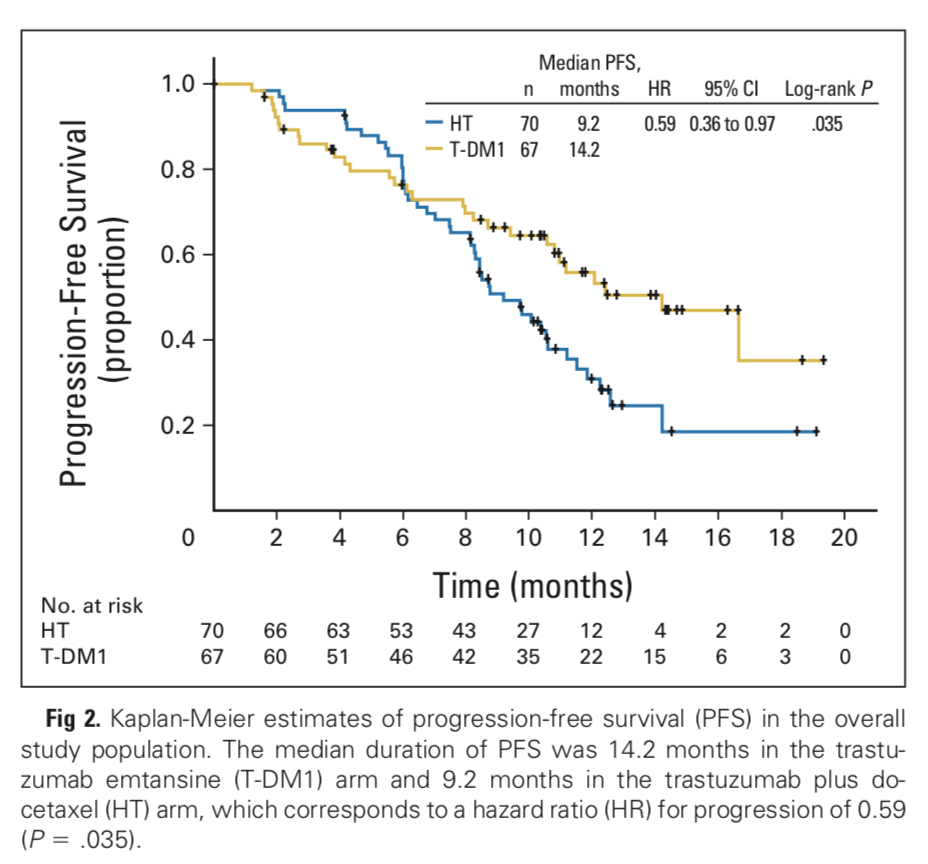 Median PFS,
n months HR 95% CI Log-rank P
HT 70 9.2 0.59 0.36 to 0.97 .035
T-DM1 67 14.2
Progression-Free Survival
(proportion)
1.0
0.8
0.6
0.4
0.2
0 2 4 6 8 10 12 14 16 18 20
Time (months)
No. at risk
HT 70 66 63 53 43 27 12 4 2 2 0
T-DM1 67 60 51 46 42 35 22 15 6 3 0
Fig 2. Kaplan-Meier estimates of progression-free survival (PFS) in the overall
study population. The median duration of PFS was 14.2 months in the trastu-
zumab emtansine (T-DM1) arm and 9.2 months in the trastuzumab plus do-
cetaxel (HT) arm, which corresponds to a hazard ratio (HR) for progression of 0.59
(P = .035).